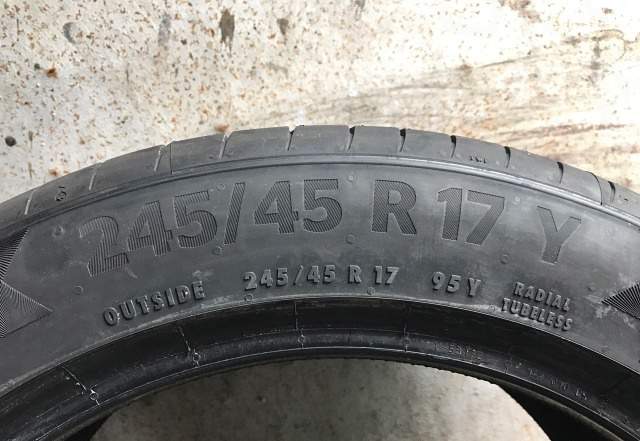 245/45 R 17 Y
OUTSIDE 245/45 R 17 95 Y RADIAL
TUBELESS